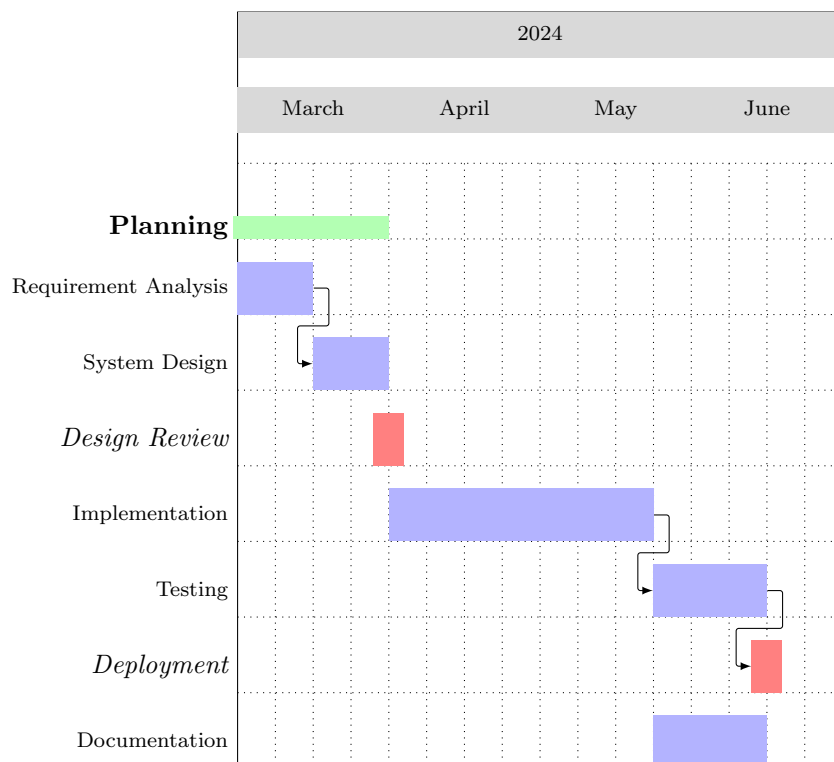 2024
March April May June
Planning
Requirement Analysis
System Design
Design Review
Implementation
Testing
Deployment
Documentation